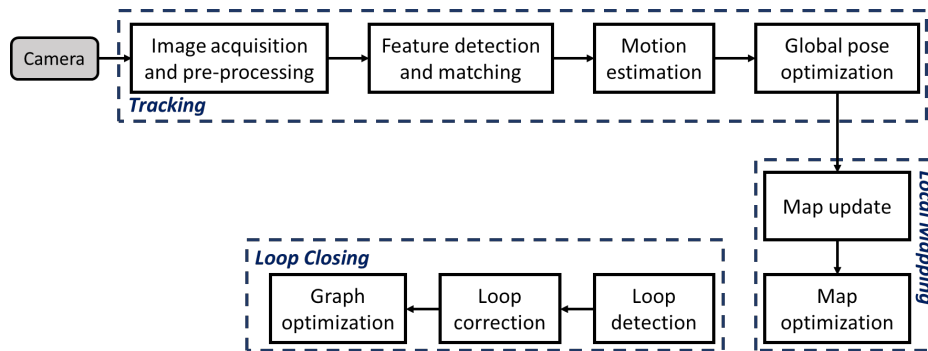 Camera
Image acquisition
and pre-processing
Feature detection
and matching
Motion
estimation
Global pose
optimization
Tracking
Local Mapping
Map update
Map
optimization
Loop Closing
Graph
optimization
Loop
correction
Loop
detection